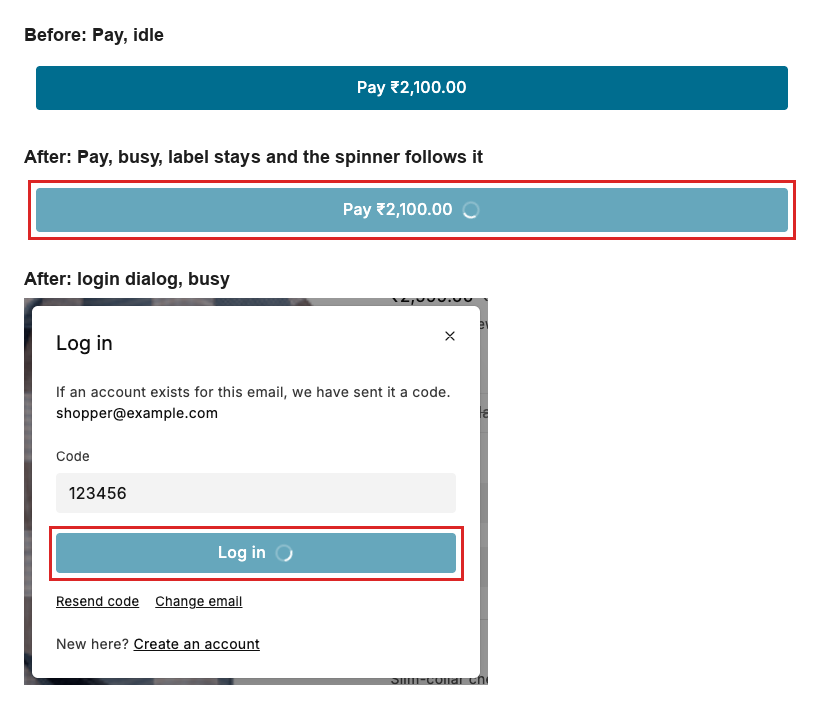 Before: Pay, idle
Pay ₹2,100.00
After: Pay, busy, label stays and the spinner follows it
Pay ₹2,100.00
After: login dialog, busy
Log in
If an account exists for this email, we have sent it a code.
shopper@example.com
Code
123456
Log in
Resend code Change email
New here? Create an account